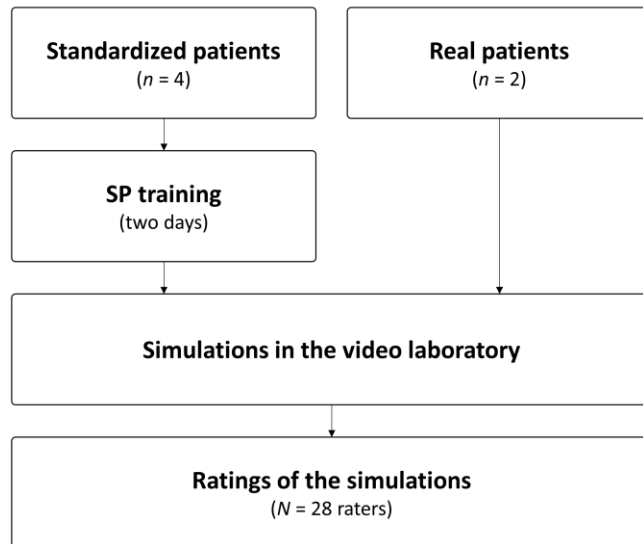 Standardized patients
(n = 4)
Real patients
(n = 2)
SP training
(two days)
Simulations in the video laboratory
Ratings of the simulations
(N = 28 raters)